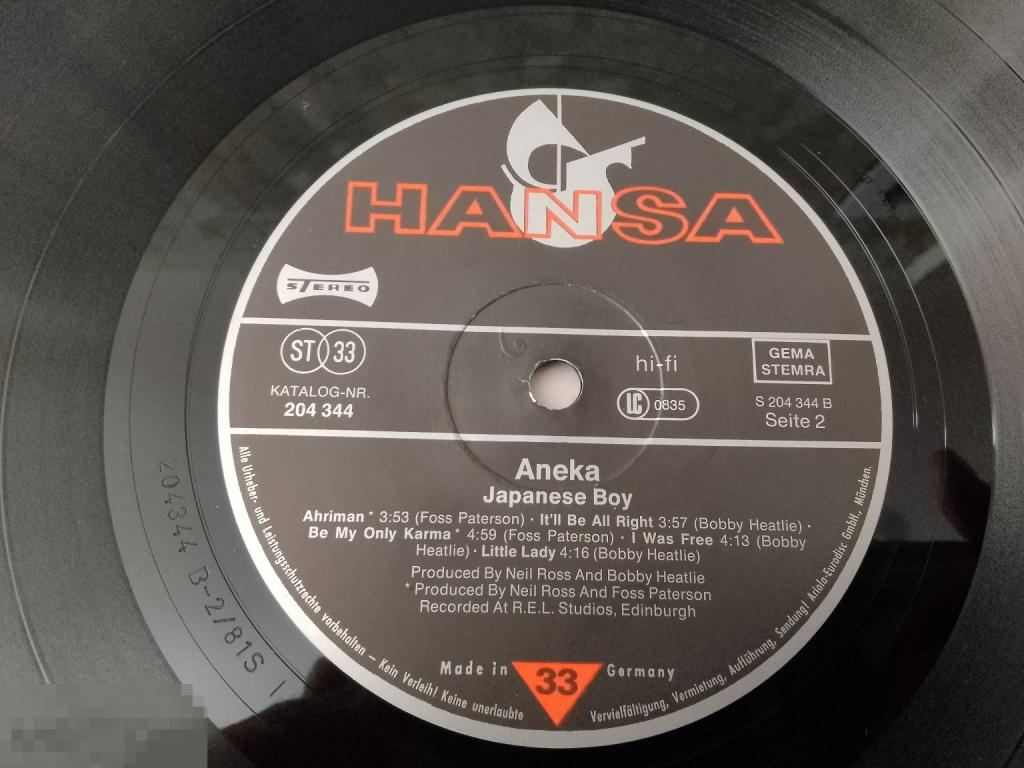 HANSA
STEREO
ST 33
KATALOG-NR.
204 344
hi-fi
LC 0835
GEMA
STEMRA
S 204 344 B
Seite 2
Aneka
Japanese Boy
Ahriman * 3:53 (Foss Paterson) · It'll Be All Right 3:57 (Bobby Heatlie) ·
Be My Only Karma * 4:59 (Foss Paterson) · I Was Free 4:13 (Bobby
Heatlie) · Little Lady 4:16 (Bobby Heatlie)
Produced By Neil Ross And Bobby Heatlie
* Produced By Neil Ross And Foss Paterson
Recorded At R.E.L. Studios, Edinburgh
Made in 33 Germany
Alle Urheber- und Leistungsschutzrechte vorbehalten – Kein Verleih! Keine unerlaubte Vervielfältigung, Vermietung, Aufführung, Sendung! Ariola-Eurodisc GmbH., München.
204344 B-2/81S